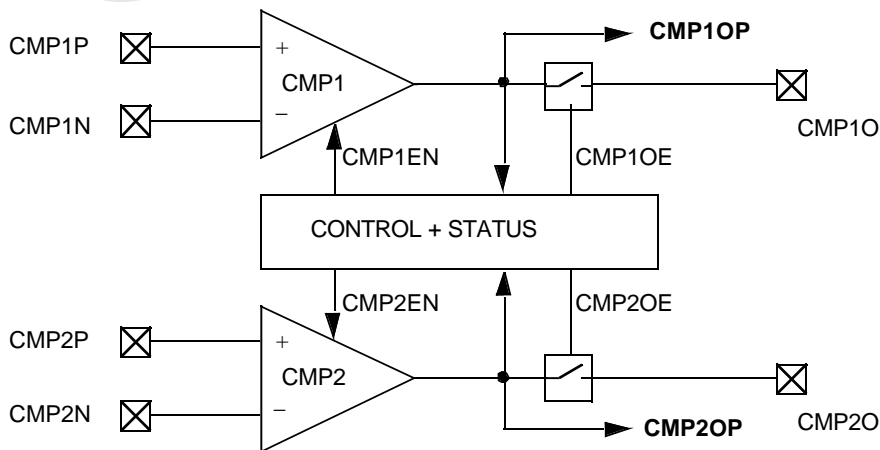 CMP1P
+
CMP1
CMP1OP
CMP1N
−
CMP1O
CMP1EN
CMP1OE
CONTROL + STATUS
CMP2EN
CMP2OE
CMP2P
+
CMP2
CMP2N
−
CMP2O
CMP2OP